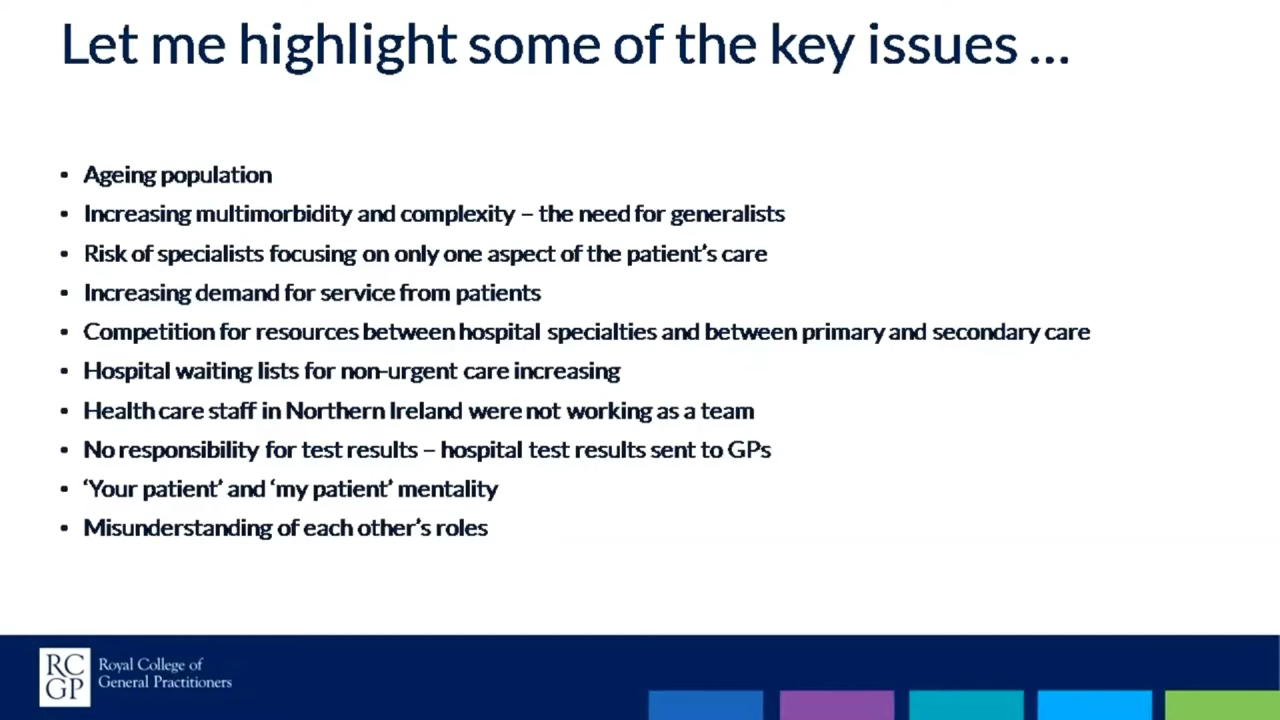 Let me highlight some of the key issues ...
• Ageing population
• Increasing multimorbidity and complexity – the need for generalists
• Risk of specialists focusing on only one aspect of the patient's care
• Increasing demand for service from patients
• Competition for resources between hospital specialties and between primary and secondary care
• Hospital waiting lists for non-urgent care increasing
• Health care staff in Northern Ireland were not working as a team
• No responsibility for test results – hospital test results sent to GPs
• ‘Your patient’ and ‘my patient’ mentality
• Misunderstanding of each other's roles
RC
GP
Royal College of
General Practitioners